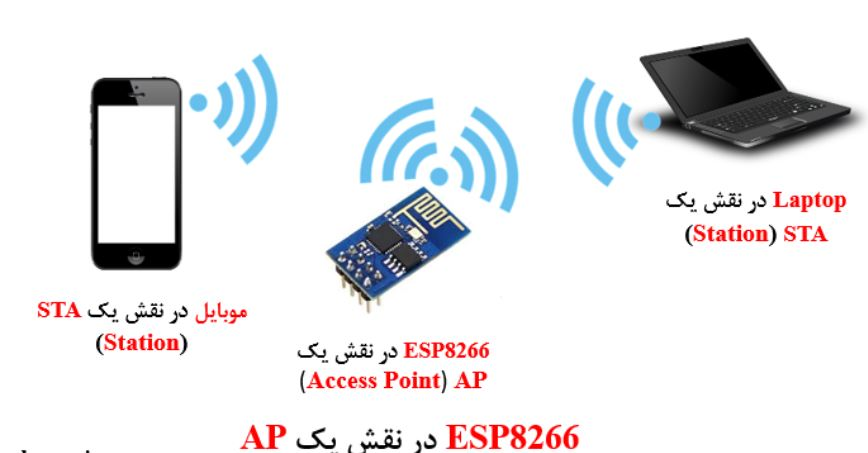 Laptop در نقش یک
STA (Station)
موبایل در نقش یک STA
(Station)
ESP8266 در نقش یک
AP (Access Point)
ESP8266 در نقش یک AP